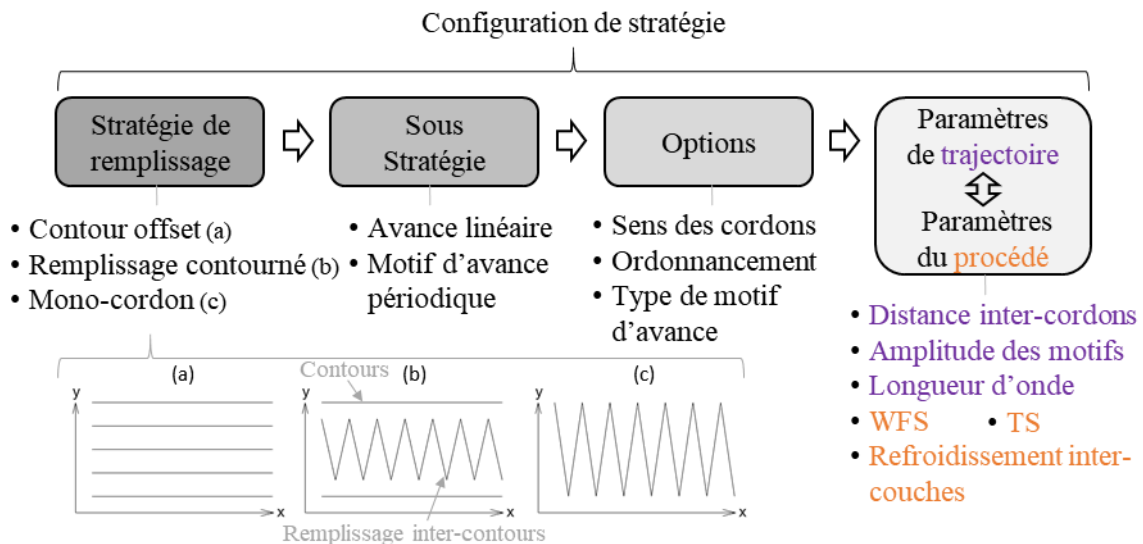 Configuration de stratégie
Stratégie de
remplissage
Sous
Stratégie
Options
Paramètres
de trajectoire
Paramètres
du procédé
• Contour offset (a)
• Remplissage contourné (b)
• Mono-cordon (c)
• Avance linéaire
• Motif d’avance
périodique
• Sens des cordons
• Ordonnancement
• Type de motif
d’avance
• Distance inter-cordons
• Amplitude des motifs
• Longueur d’onde
• WFS • TS
• Refroidissement inter-
couches
(a)
y
x
Contours
(b)
y
x
Remplissage inter-contours
(c)
y
x